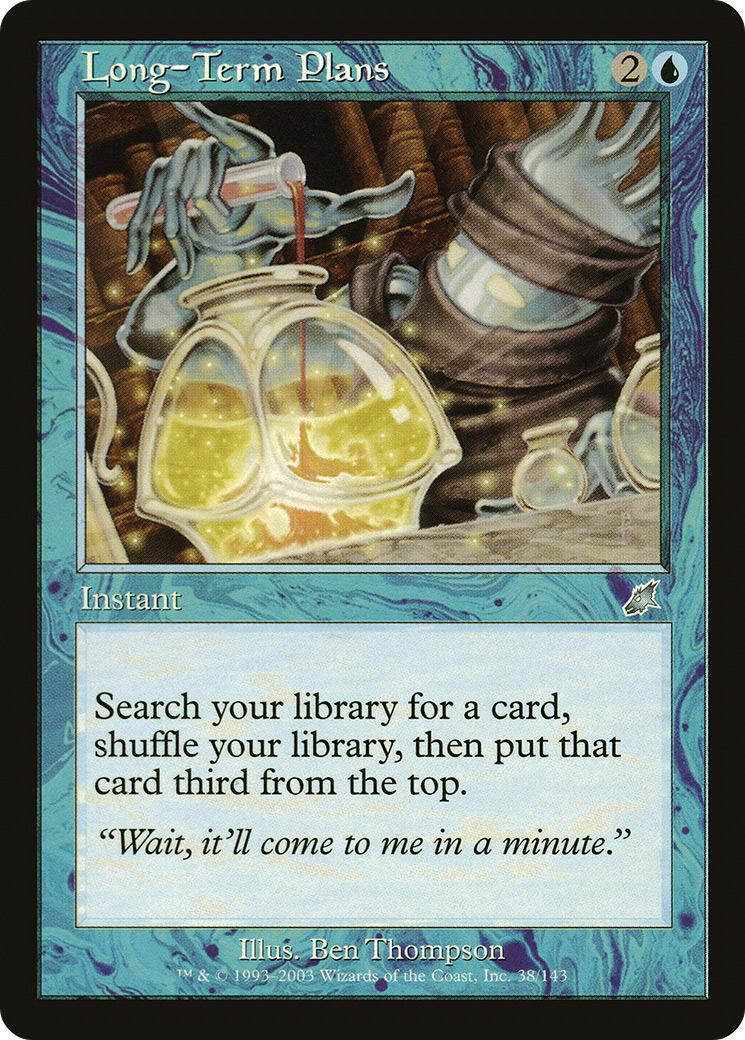 Long-Term Plans 2
Instant
Search your library for a card,
shuffle your library, then put that
card third from the top.
“Wait, it’ll come to me in a minute.”
Illus. Ben Thompson
™ & © 1993–2003 Wizards of the Coast, Inc. 38/143